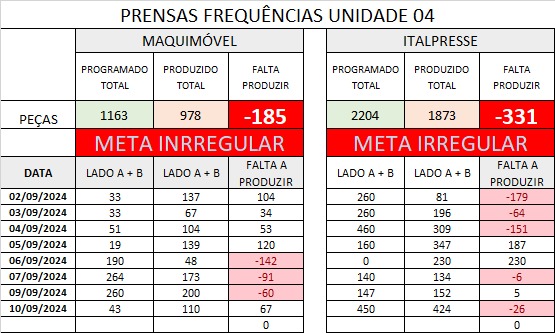 PRENSAS FREQUÊNCIAS UNIDADE 04
MAQUIMÓVEL ITALPRESSE
PROGRAMADO TOTAL PRODUZIDO TOTAL FALTA PRODUZIR PROGRAMADO TOTAL PRODUZIDO TOTAL FALTA PRODUZIR
PEÇAS 1163 978 -185 2204 1873 -331
META INRREGULAR META IRREGULAR
DATA LADO A + B LADO A + B FALTA A PRODUZIR LADO A + B LADO A + B FALTA A PRODUZIR
02/09/2024 33 137 104 260 81 -179
03/09/2024 33 67 34 260 196 -64
04/09/2024 51 104 53 460 309 -151
05/09/2024 19 139 120 160 347 187
06/09/2024 190 48 -142 0 230 230
07/09/2024 264 173 -91 140 134 -6
09/09/2024 260 200 -60 147 152 5
10/09/2024 43 110 67 450 424 -26
0 0